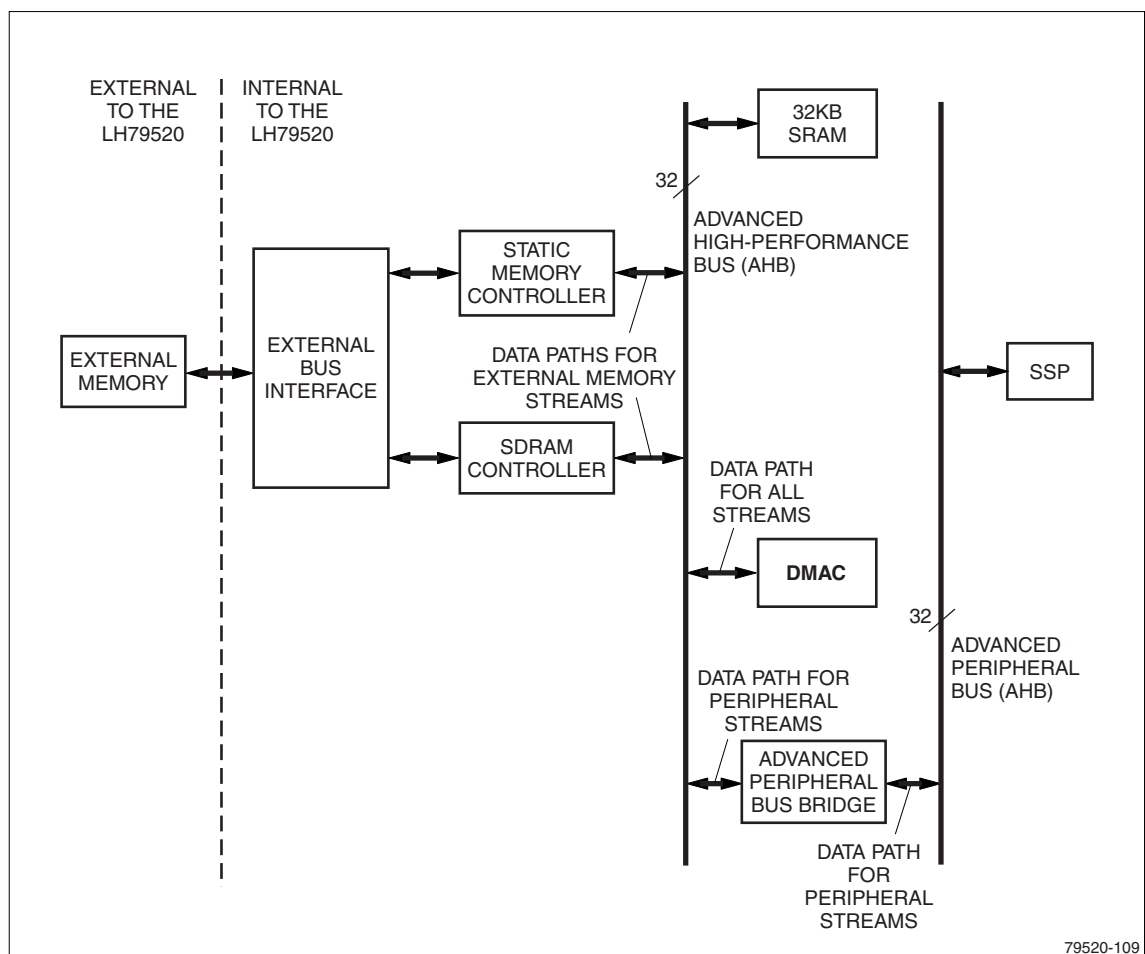 EXTERNAL
TO THE
LH79520
INTERNAL
TO THE
LH79520
32KB
SRAM
32
ADVANCED
HIGH-PERFORMANCE
BUS (AHB)
STATIC
MEMORY
CONTROLLER
EXTERNAL
MEMORY
EXTERNAL
BUS
INTERFACE
DATA PATHS FOR
EXTERNAL MEMORY
STREAMS
SSP
SDRAM
CONTROLLER
DATA PATH
FOR ALL
STREAMS
DMAC
32
ADVANCED
PERIPHERAL
BUS (AHB)
DATA PATH FOR
PERIPHERAL
STREAMS
ADVANCED
PERIPHERAL
BUS BRIDGE
DATA PATH
FOR
PERIPHERAL
STREAMS
79520-109